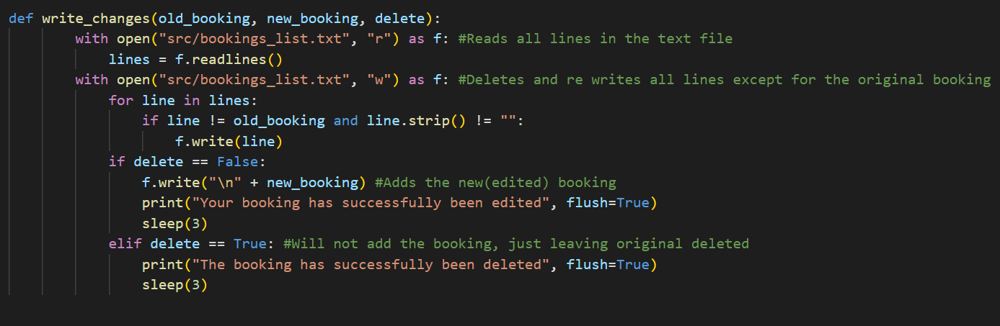 def write_changes(old_booking, new_booking, delete):
        with open("src/bookings_list.txt", "r") as f: #Reads all lines in the text file
            lines = f.readlines()
        with open("src/bookings_list.txt", "w") as f: #Deletes and re writes all lines except for the original booking
            for line in lines:
                if line != old_booking and line.strip() != "":
                    f.write(line)
            if delete == False:
                f.write("\n" + new_booking) #Adds the new(edited) booking
                print("Your booking has successfully been edited", flush=True)
                sleep(3)
            elif delete == True: #Will not add the booking, just leaving original deleted
                print("The booking has successfully been deleted", flush=True)
                sleep(3)